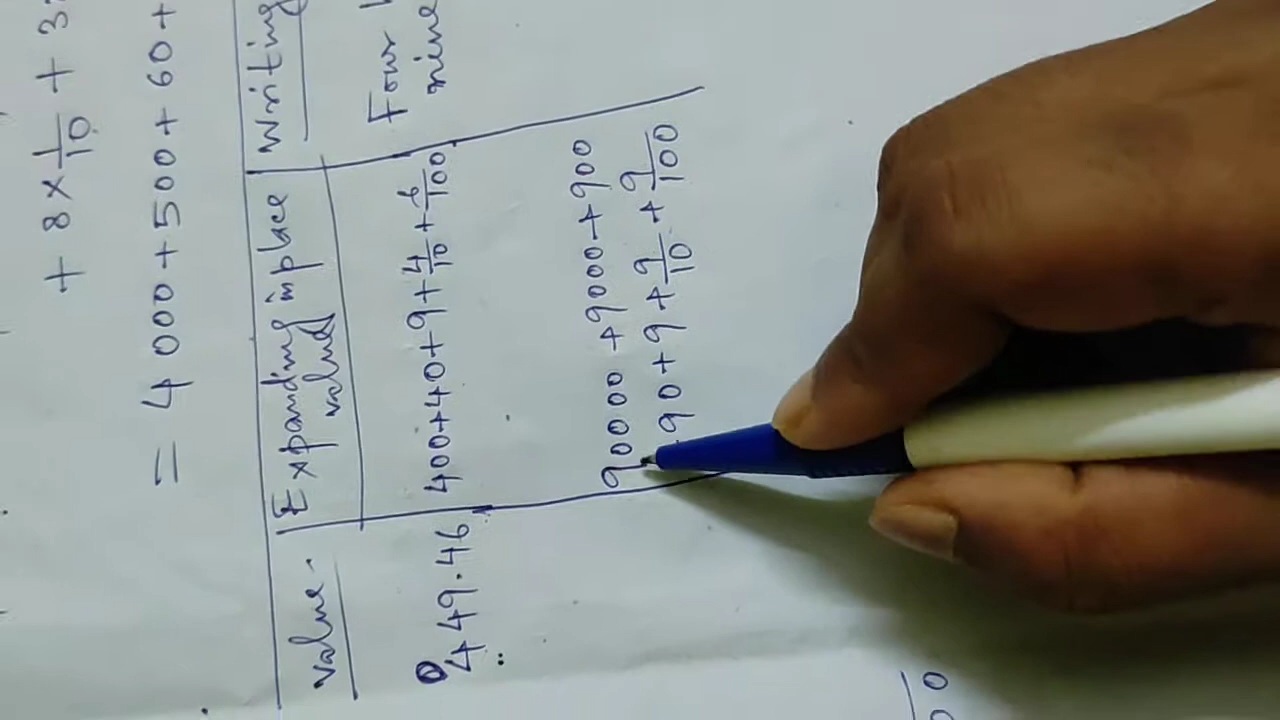 + 8 × 1/10 + 3
= 4000 + 500 + 60 +
Value. Expanding in place value Writing
449.46 400+40+9+4/10+6/100 Four
nine
90000 + 9000 + 900
90 + 9 + 9/10 + 9/100